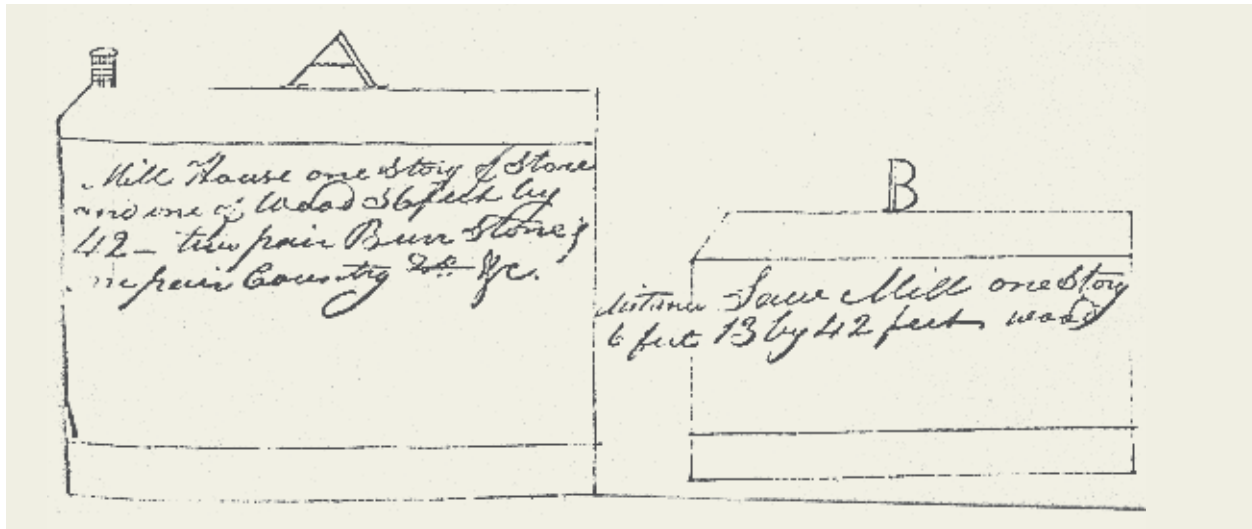 A
Mill House one Story of Stone
and one of Wood 36 feet by
42 – two pair Burr Stones
one pair Country Do. &c.
B
distance
6 feet
Saw Mill one Story
13 by 42 feet wood